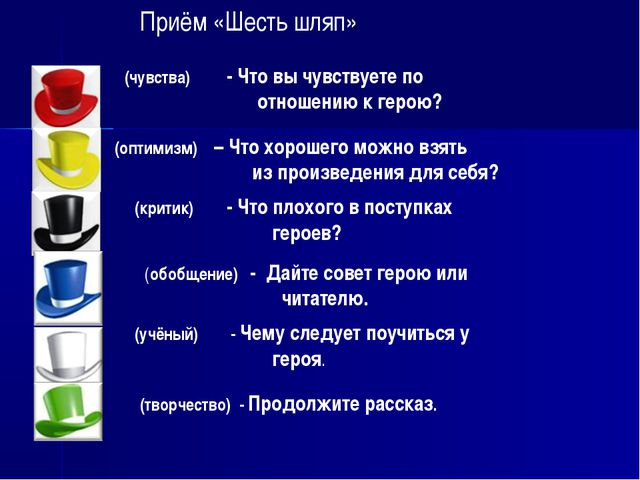 Приём «Шесть шляп»
(чувства) - Что вы чувствуете по
отношению к герою?
(оптимизм) – Что хорошего можно взять
из произведения для себя?
(критик) - Что плохого в поступках
героев?
(обобщение) - Дайте совет герою или
читателю.
(учёный) - Чему следует поучиться у
героя.
(творчество) - Продолжите рассказ.